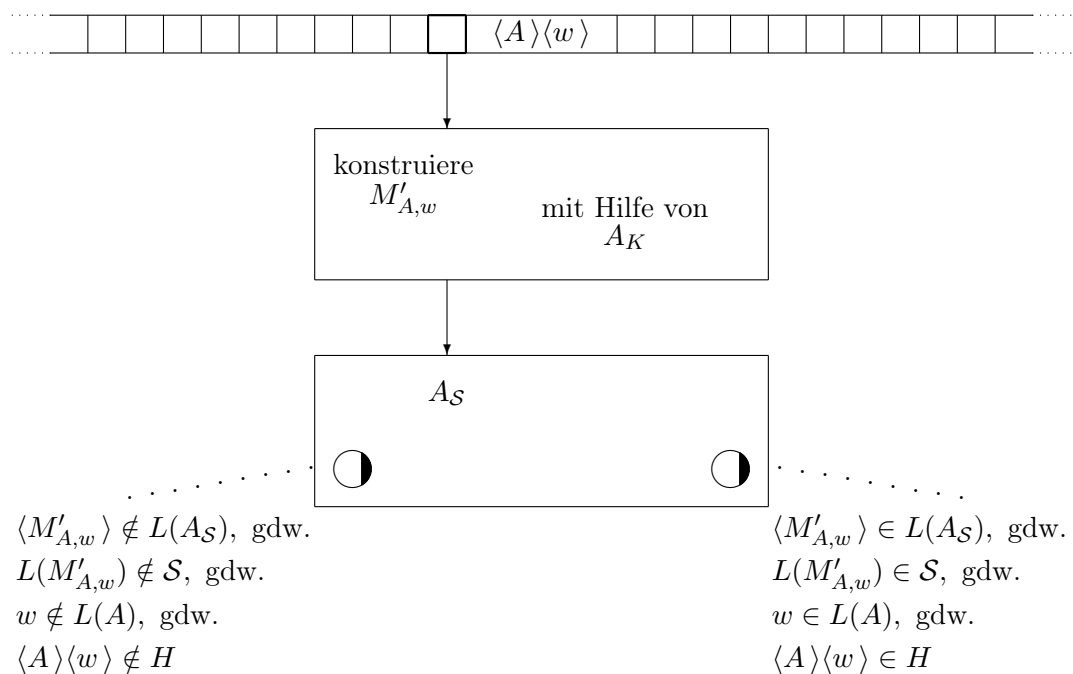 ⟨A⟩⟨w⟩
konstruiere
M′_{A,w}
mit Hilfe von
A_K
A_𝒮
⟨M′_{A,w}⟩ ∉ L(A_𝒮), gdw.
L(M′_{A,w}) ∉ 𝒮, gdw.
w ∉ L(A), gdw.
⟨A⟩⟨w⟩ ∉ H
⟨M′_{A,w}⟩ ∈ L(A_𝒮), gdw.
L(M′_{A,w}) ∈ 𝒮, gdw.
w ∈ L(A), gdw.
⟨A⟩⟨w⟩ ∈ H